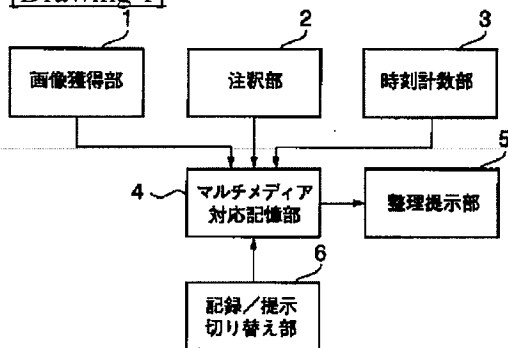 [Drawing 1]
1
2
3
画像獲得部
注釈部
時刻計数部
4
マルチメディア
対応記憶部
5
整理提示部
6
記録／提示
切り替え部